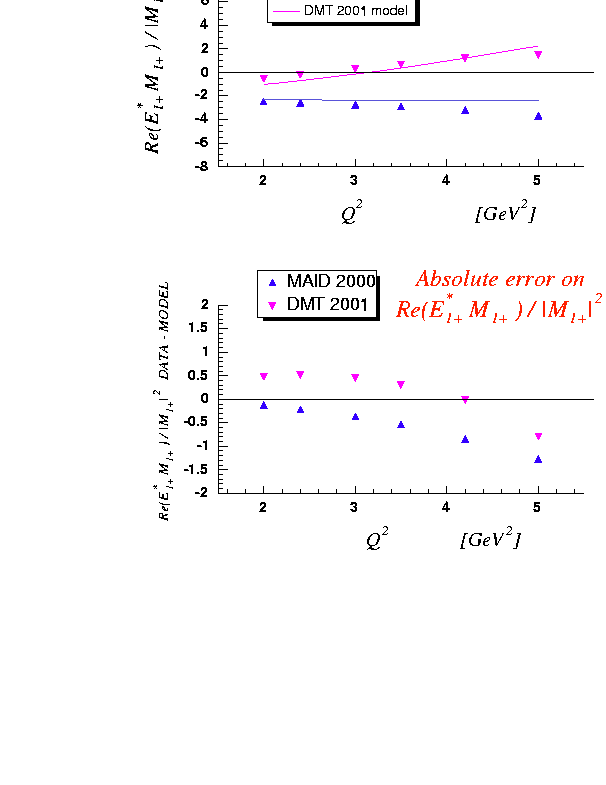 6
DMT 2001 model
4
2
0
-2
-4
-6
-8
Re(E*1+ M1+ ) / |M
2 3 4 5
Q2 [GeV2]
MAID 2000
DMT 2001
Absolute error on
Re(E*1+ M1+ ) / |M1+|2
2
1.5
1
0.5
0
-0.5
-1
-1.5
-2
Re(E*1+ M1+ ) / |M1+|2 DATA - MODEL
2 3 4 5
Q2 [GeV2]